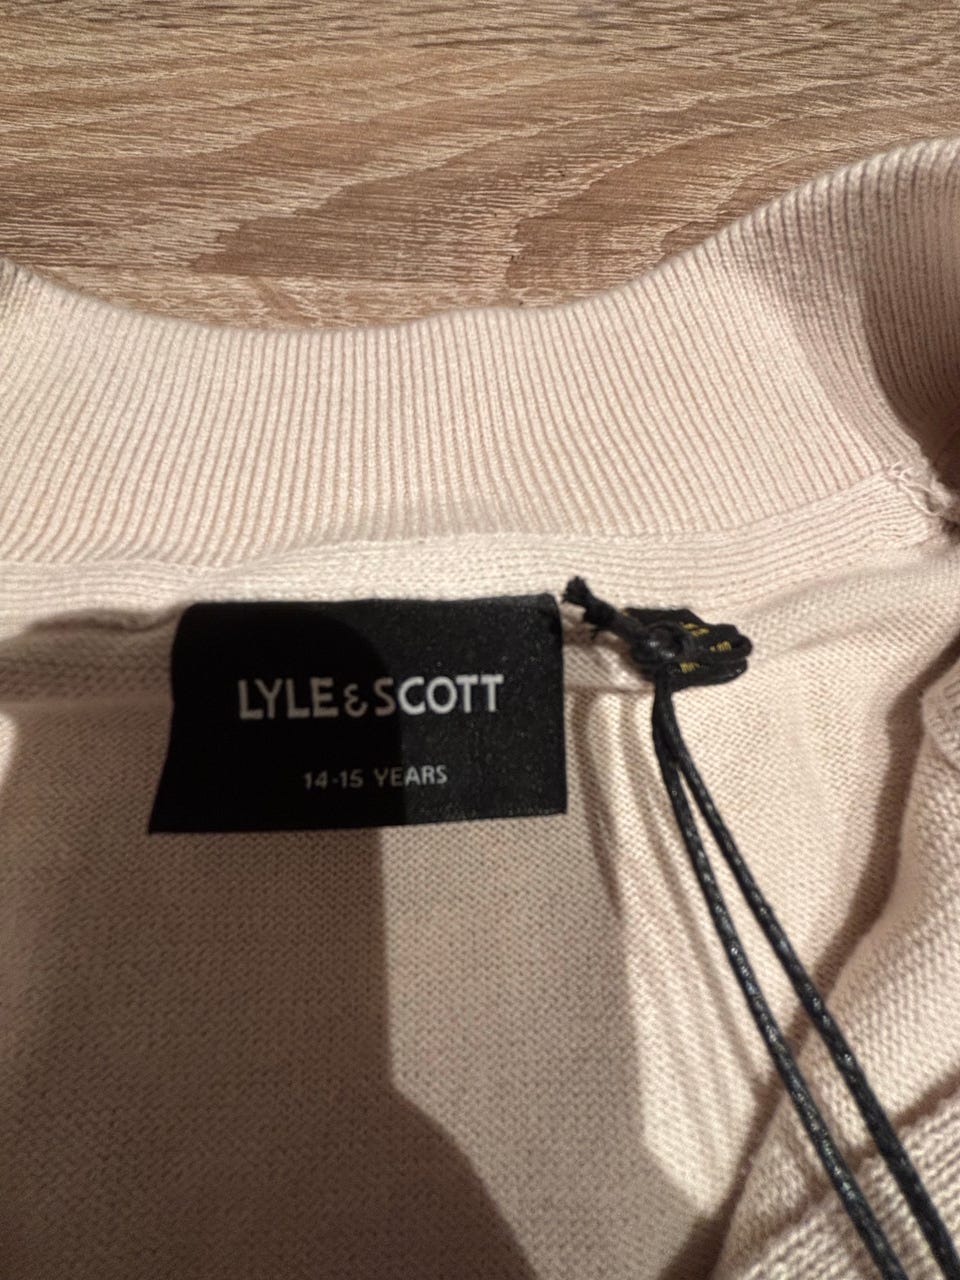 LYLE & SCOTT
14-15 YEARS